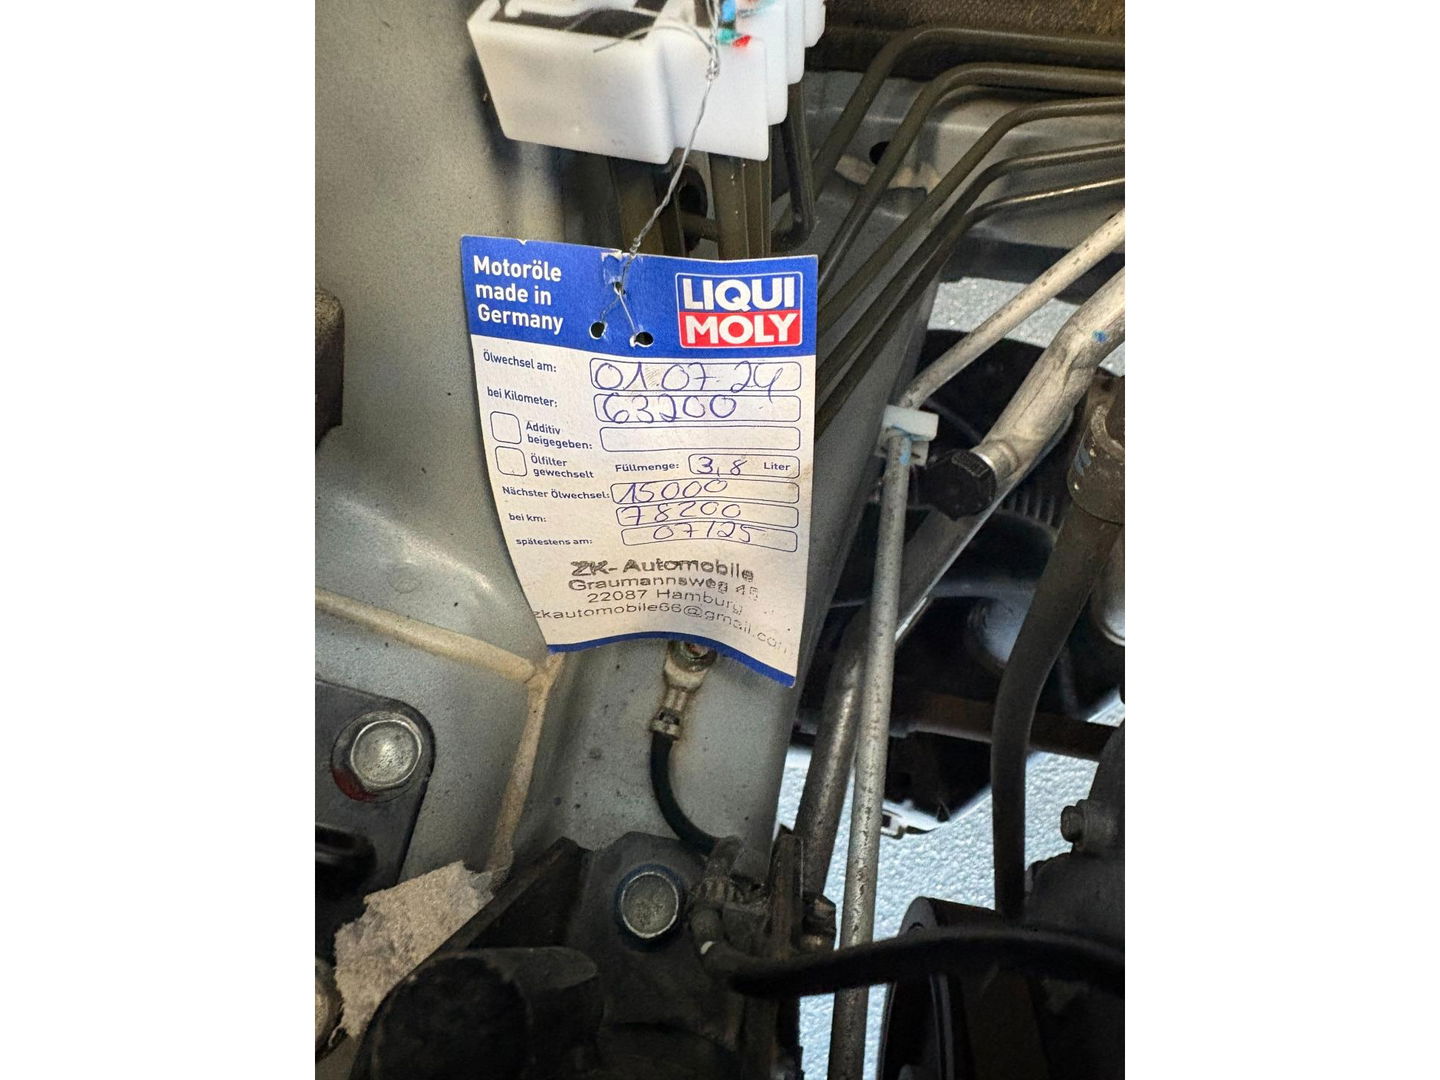 Motoröle
made in
Germany
LIQUI
MOLY
Ölwechsel am: 01.07.24
bei Kilometer: 63200
Additiv
beigegeben:
Ölfilter
gewechselt
Füllmenge: 3,8 Liter
Nächster Ölwechsel: 15000
bei km: 78200
spätestens am: 07/25
ZK-Automobile
Graumannsweg
22087 Hamburg
zkautomobile66@gmail.com